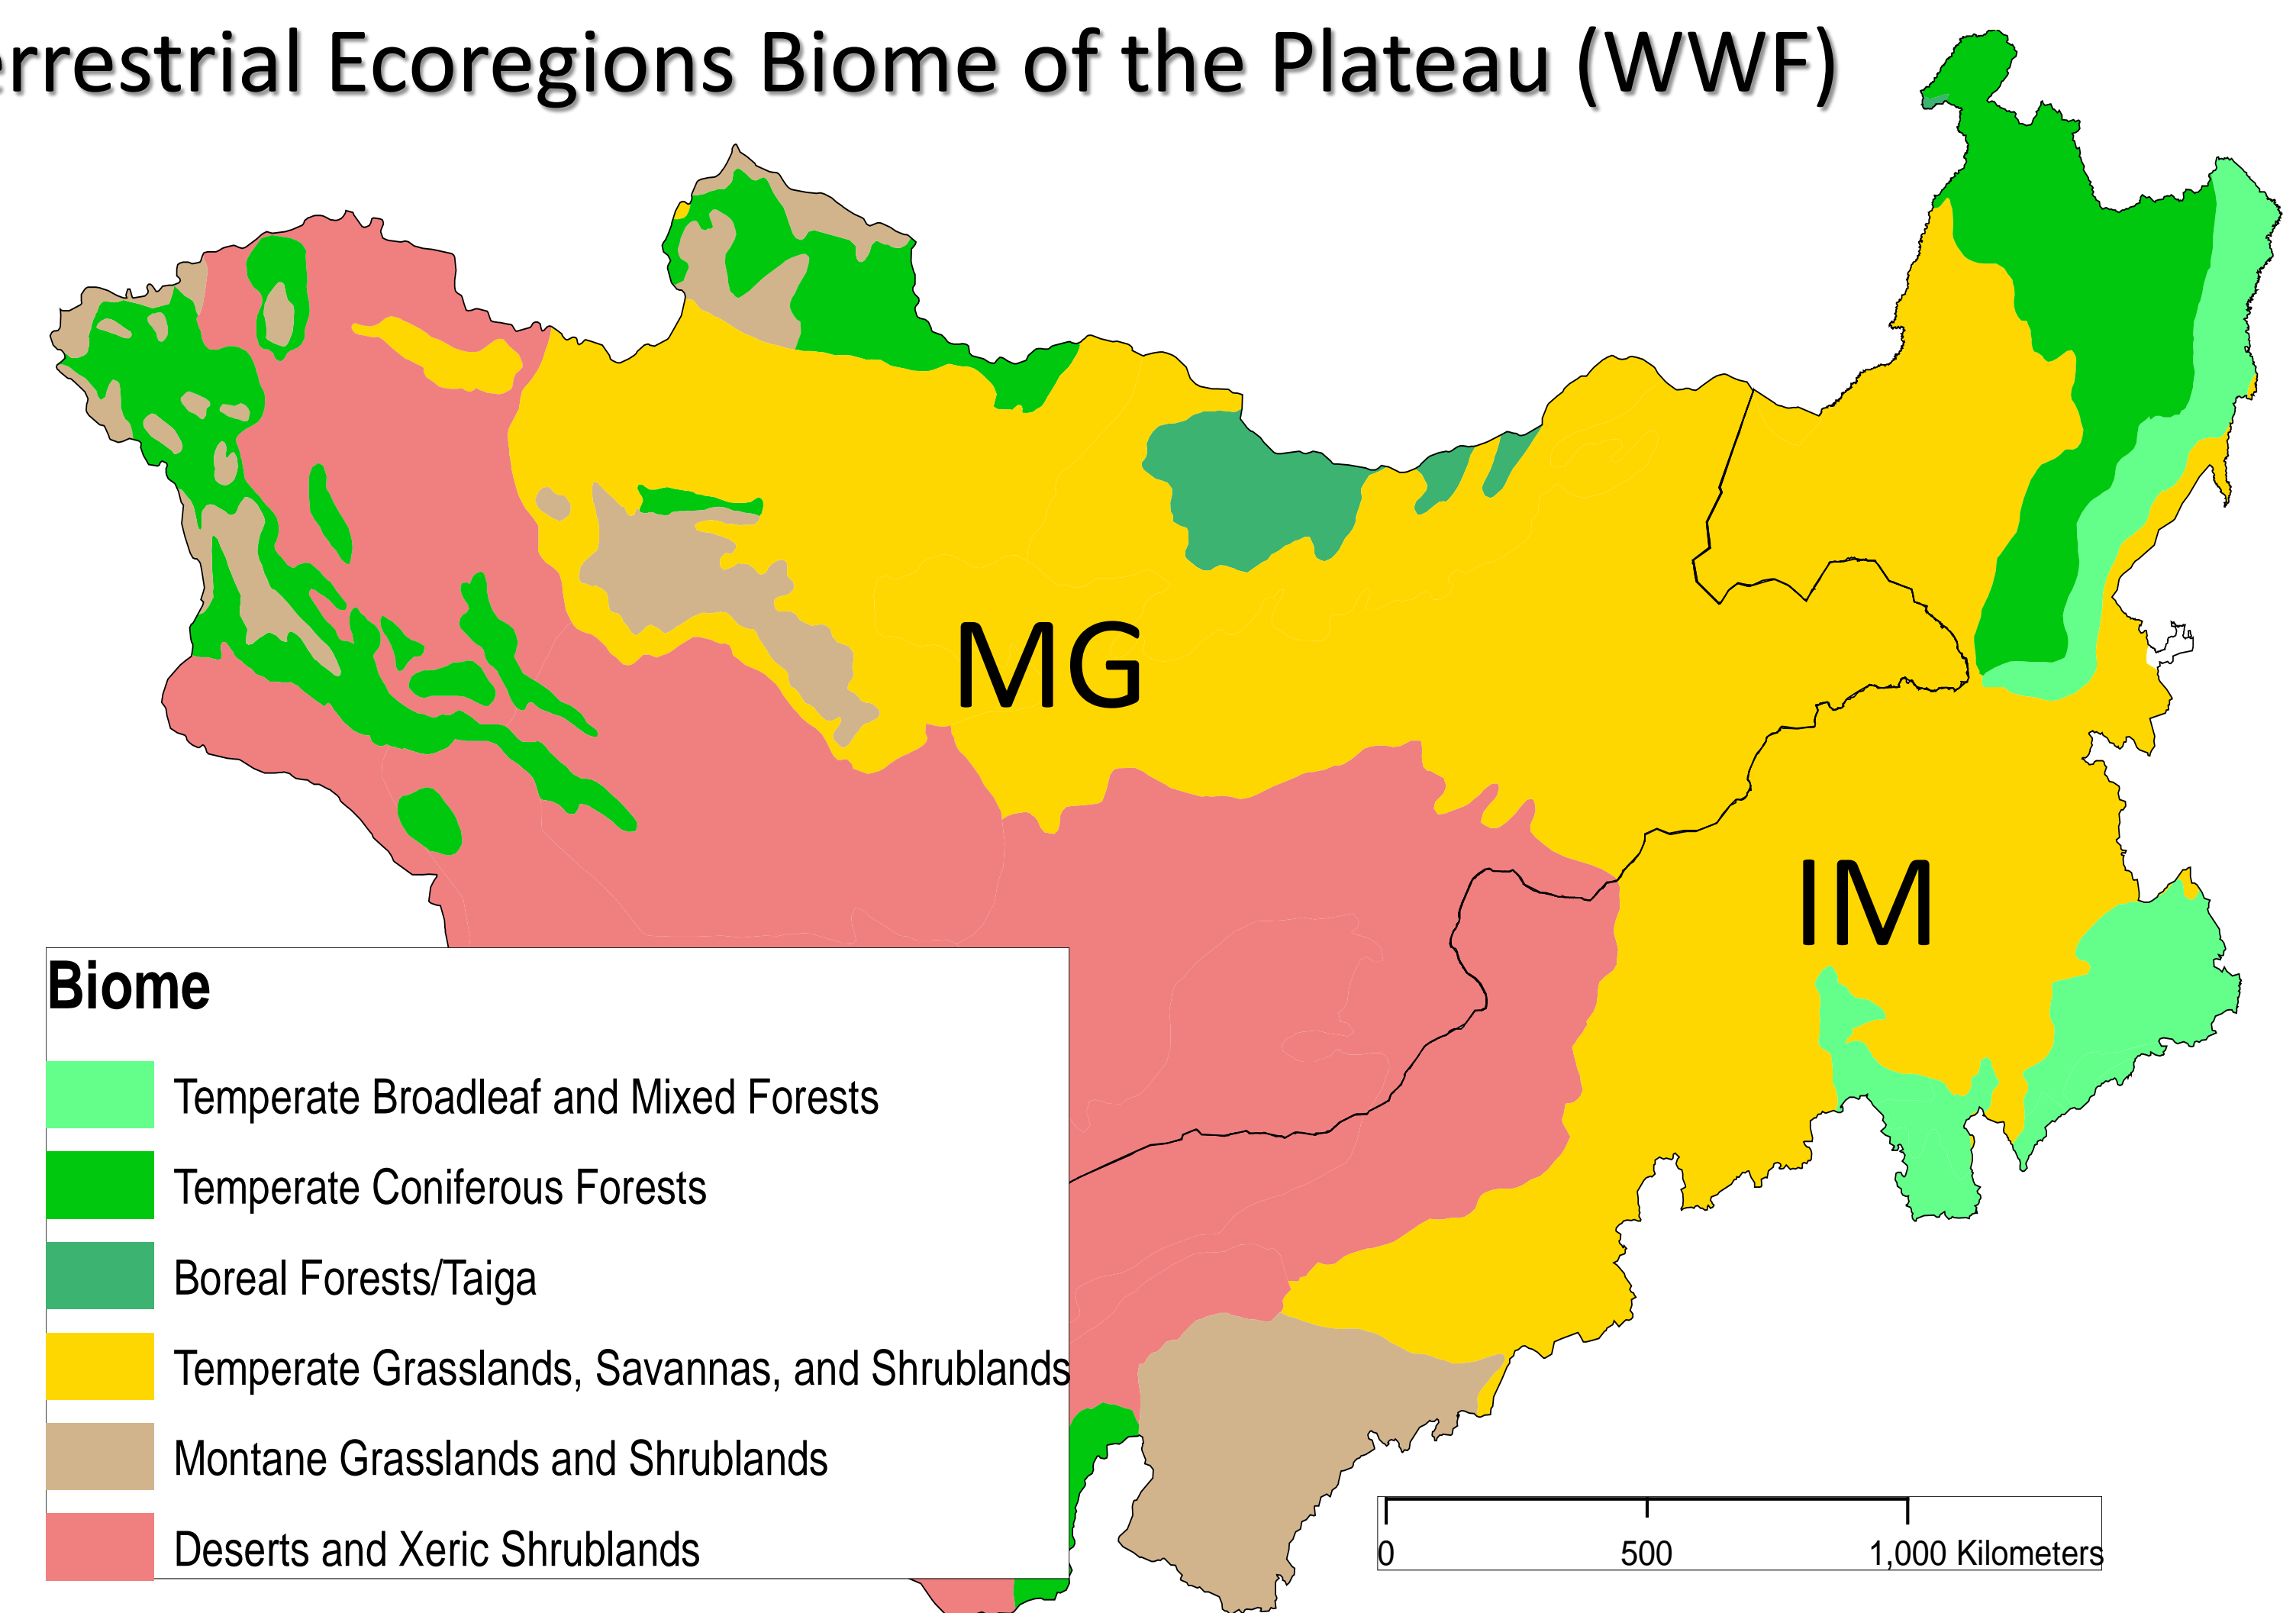 errestrial Ecoregions Biome of the Plateau (WWF)
MG
IM
Biome
Temperate Broadleaf and Mixed Forests
Temperate Coniferous Forests
Boreal Forests/Taiga
Temperate Grasslands, Savannas, and Shrublands
Montane Grasslands and Shrublands
Deserts and Xeric Shrublands
0 500 1,000 Kilometers